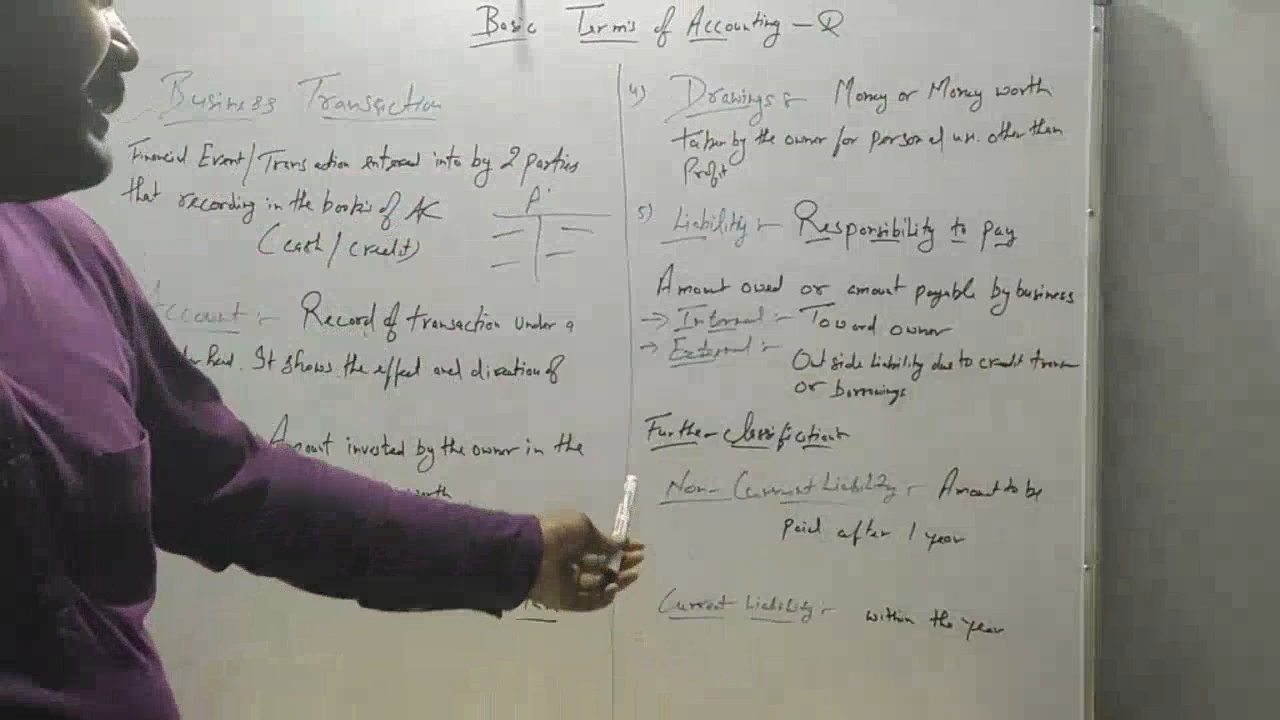 Basic Terms of Accounting - R
Business Transaction
Financial Event/Transaction entered into by 2 parties
that recording in the books of A/c
(cash/credit)
A
Account :- Record of transaction under a
Head. It shows the effect and direction of
Amount invested by the owner in the
worth
4) Drawings :- Money or Money worth
taken by the owner for personal use other than
Profit
5) Liability :- Responsibility to pay
Amount owed or amount payable by business
→ Internal :- Toward owner
→ External :- Outside liability due to credit trans
or borrowings
Further Classification
Non-Current Liability :- Amount to be
Paid after 1 year
Current Liability :- within the year